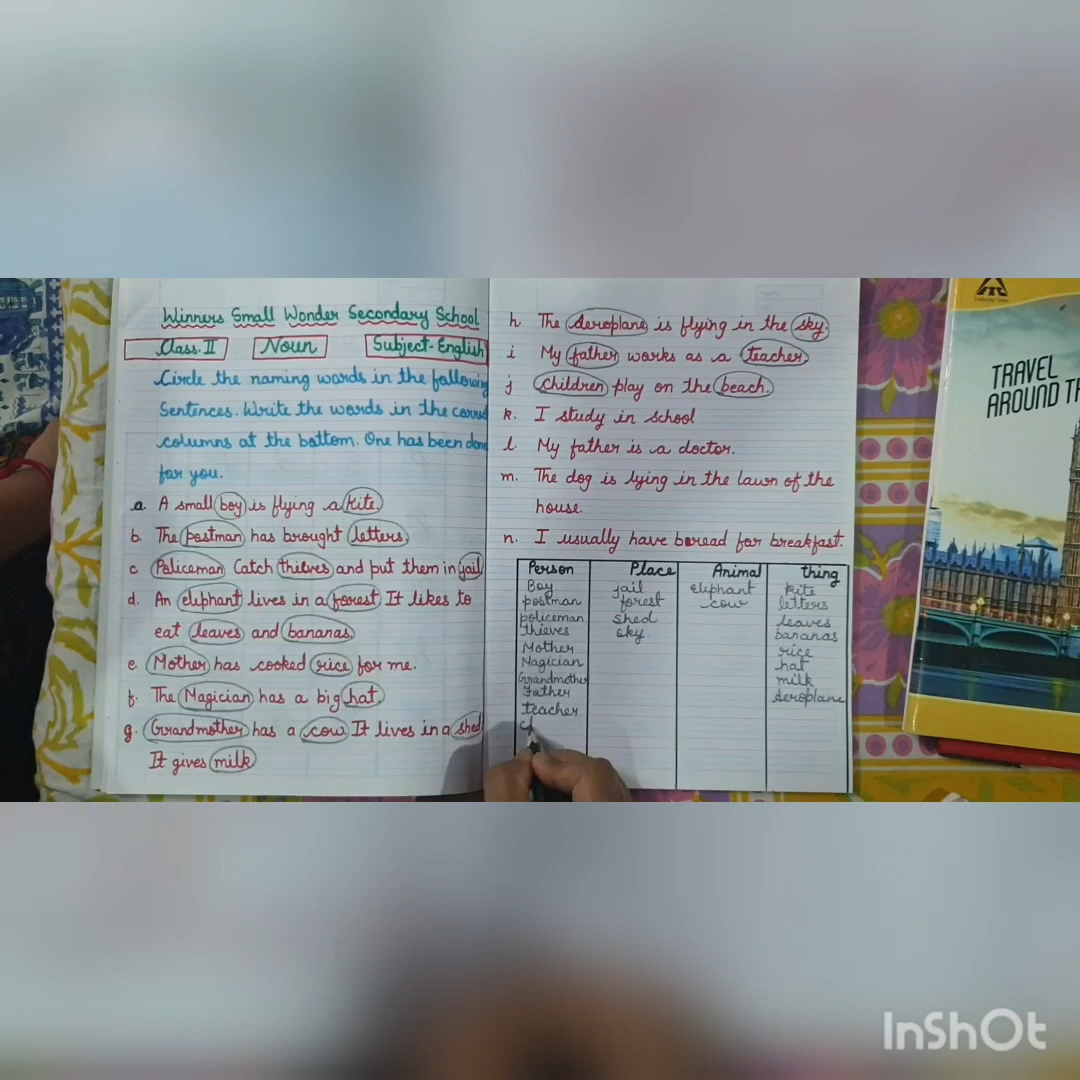 Winners Small Wonder Secondary School
Class-II Noun Subject-English
Circle the naming words in the following
Sentences. Write the words in the
columns at the bottom. One has been done
for you.
a. A small boy is flying a kite.
b. The postman has brought letters.
c Policeman Catch thieves and put them in jail
d. An elephant lives in a forest It likes to
eat leaves and bananas.
e. Mother has cooked rice for me.
f. The Magician has a big hat.
g. Grandmother has a cow It lives in a shed
It gives milk
h The aeroplane is flying in the sky.
i My father works as a teacher
j children play on the beach.
k. I study in school
l. My father is a doctor.
m. The dog is lying in the lawn of the
house.
n. I usually have bread for breakfast.
Person Place Animal thing
Boy jail elephant kite
postman forest cow letters
policeman shed leaves
thieves sky bananas
Mother rice
Magician hat
Grandmother milk
Father aeroplane
teacher
TRAVEL
AROUND TH
InShOt